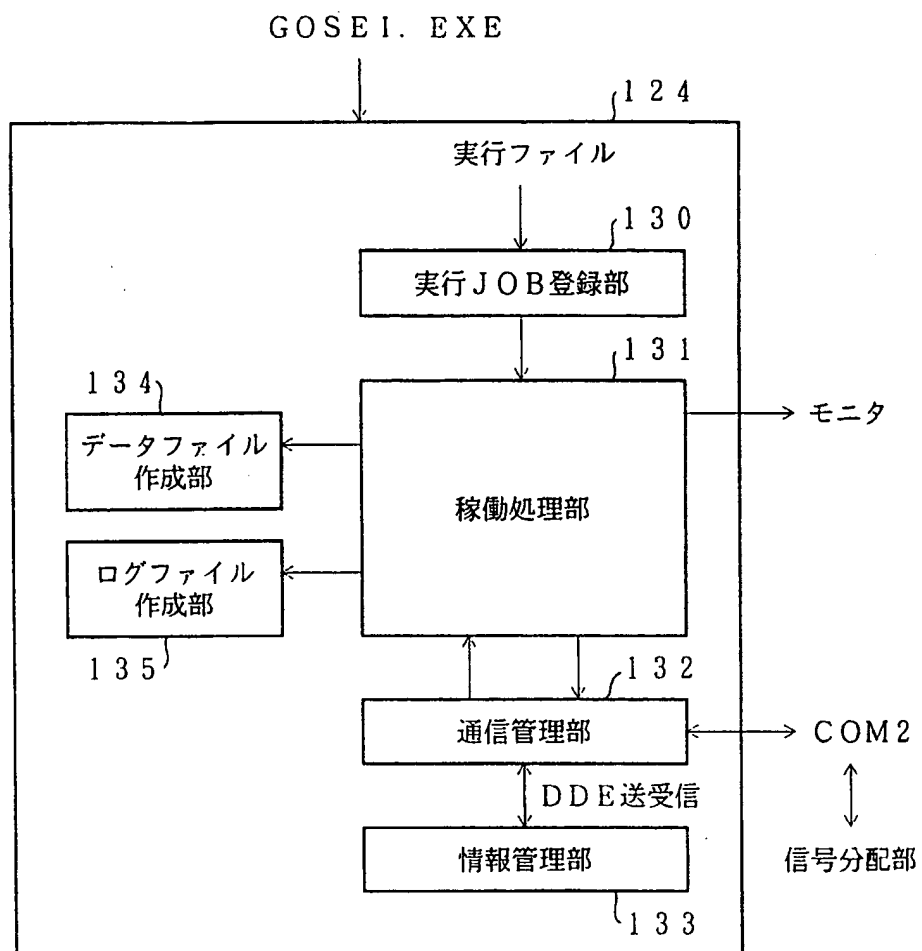 GOSEI. EXE
124
実行ファイル
130
実行JOB登録部
131
モニタ
134
データファイル
作成部
稼働処理部
ログファイル
作成部
135
132
通信管理部
COM2
DDE送受信
情報管理部
信号分配部
133